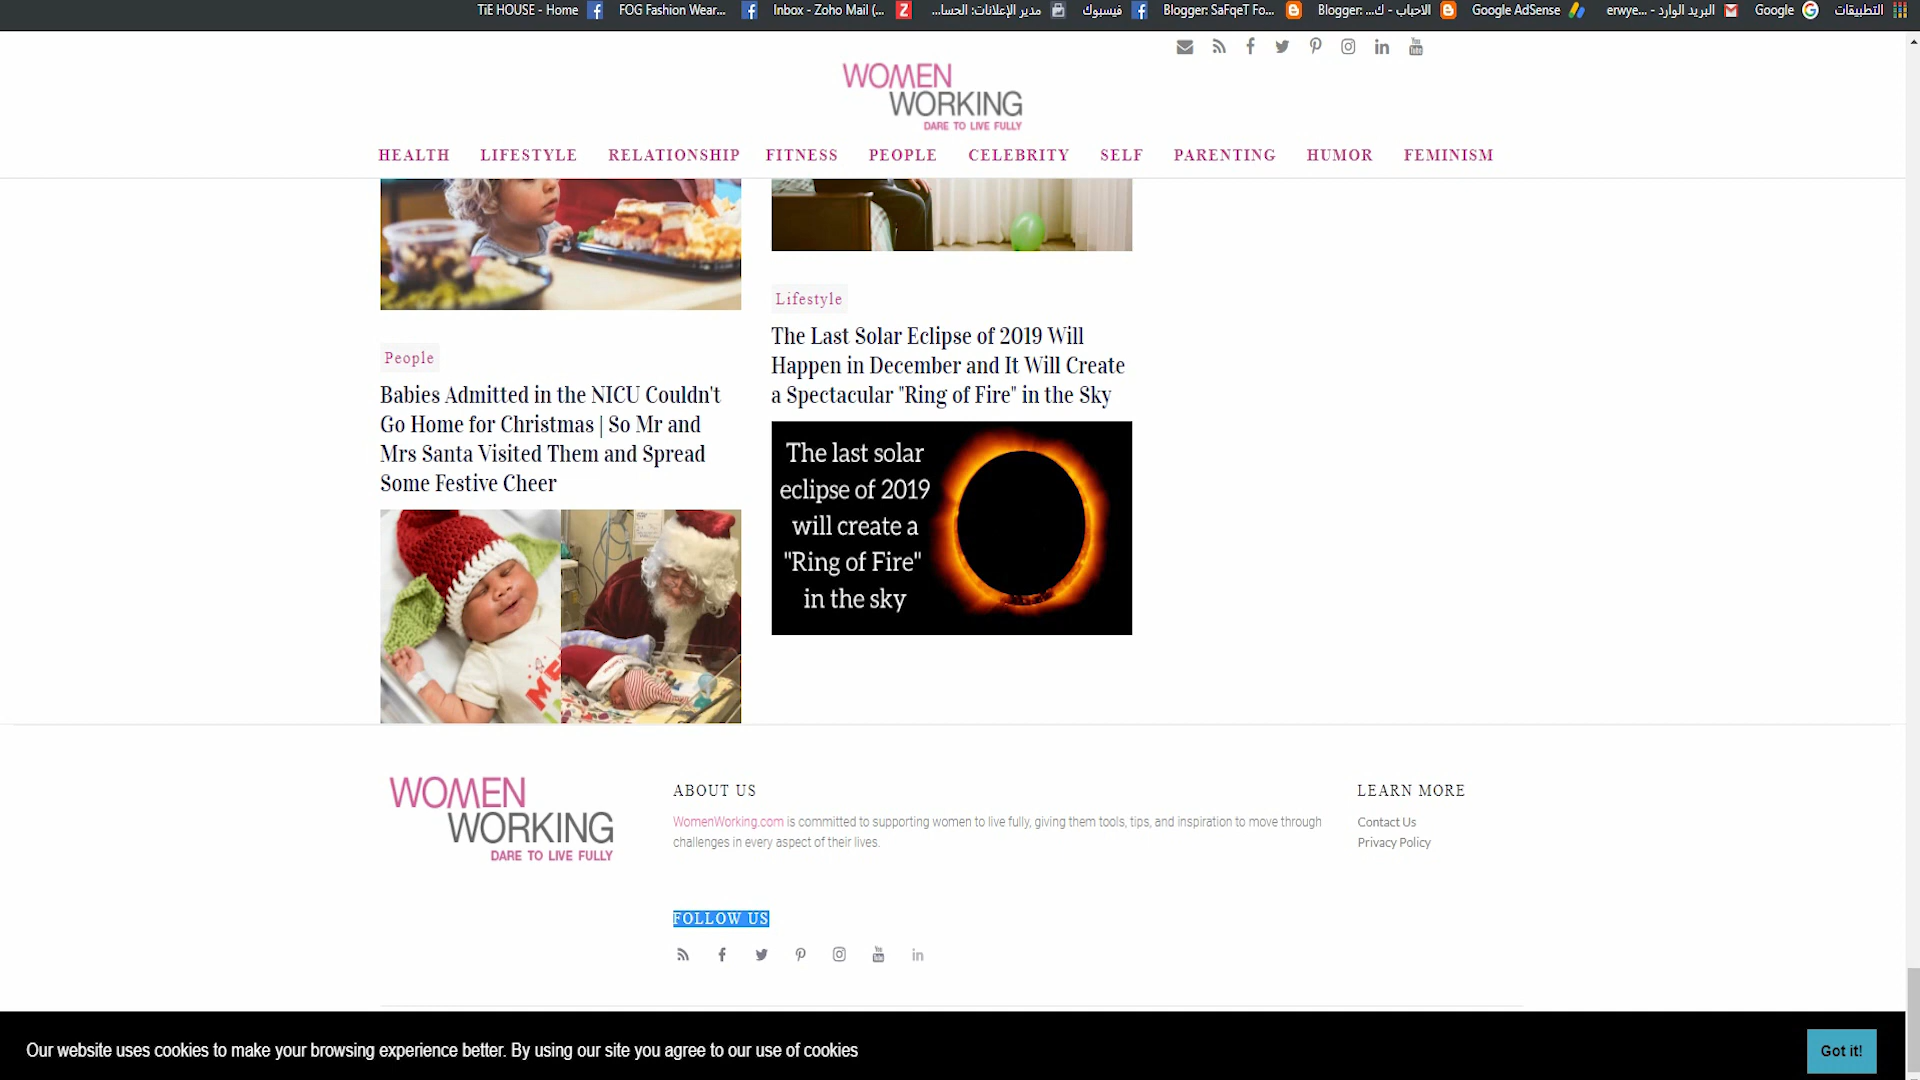 TiE HOUSE - Home
FOG Fashion Wear...
Inbox - Zoho Mail (...
مدير الإعلانات: الحسا...
فيسبوك
Blogger: SaFqeT Fo...
Blogger: الاحباب - ك...
Google AdSense
البريد الوارد - erwye...
Google
التطبيقات
WOMEN
WORKING
DARE TO LIVE FULLY
HEALTH LIFESTYLE RELATIONSHIP FITNESS PEOPLE CELEBRITY SELF PARENTING HUMOR FEMINISM
People
Babies Admitted in the NICU Couldn't
Go Home for Christmas | So Mr and
Mrs Santa Visited Them and Spread
Some Festive Cheer
Lifestyle
The Last Solar Eclipse of 2019 Will
Happen in December and It Will Create
a Spectacular "Ring of Fire" in the Sky
The last solar
eclipse of 2019
will create a
"Ring of Fire"
in the sky
WOMEN
WORKING
DARE TO LIVE FULLY
ABOUT US
WomenWorking.com is committed to supporting women to live fully, giving them tools, tips, and inspiration to move through
challenges in every aspect of their lives.
FOLLOW US
LEARN MORE
Contact Us
Privacy Policy
Our website uses cookies to make your browsing experience better. By using our site you agree to our use of cookies
Got it!